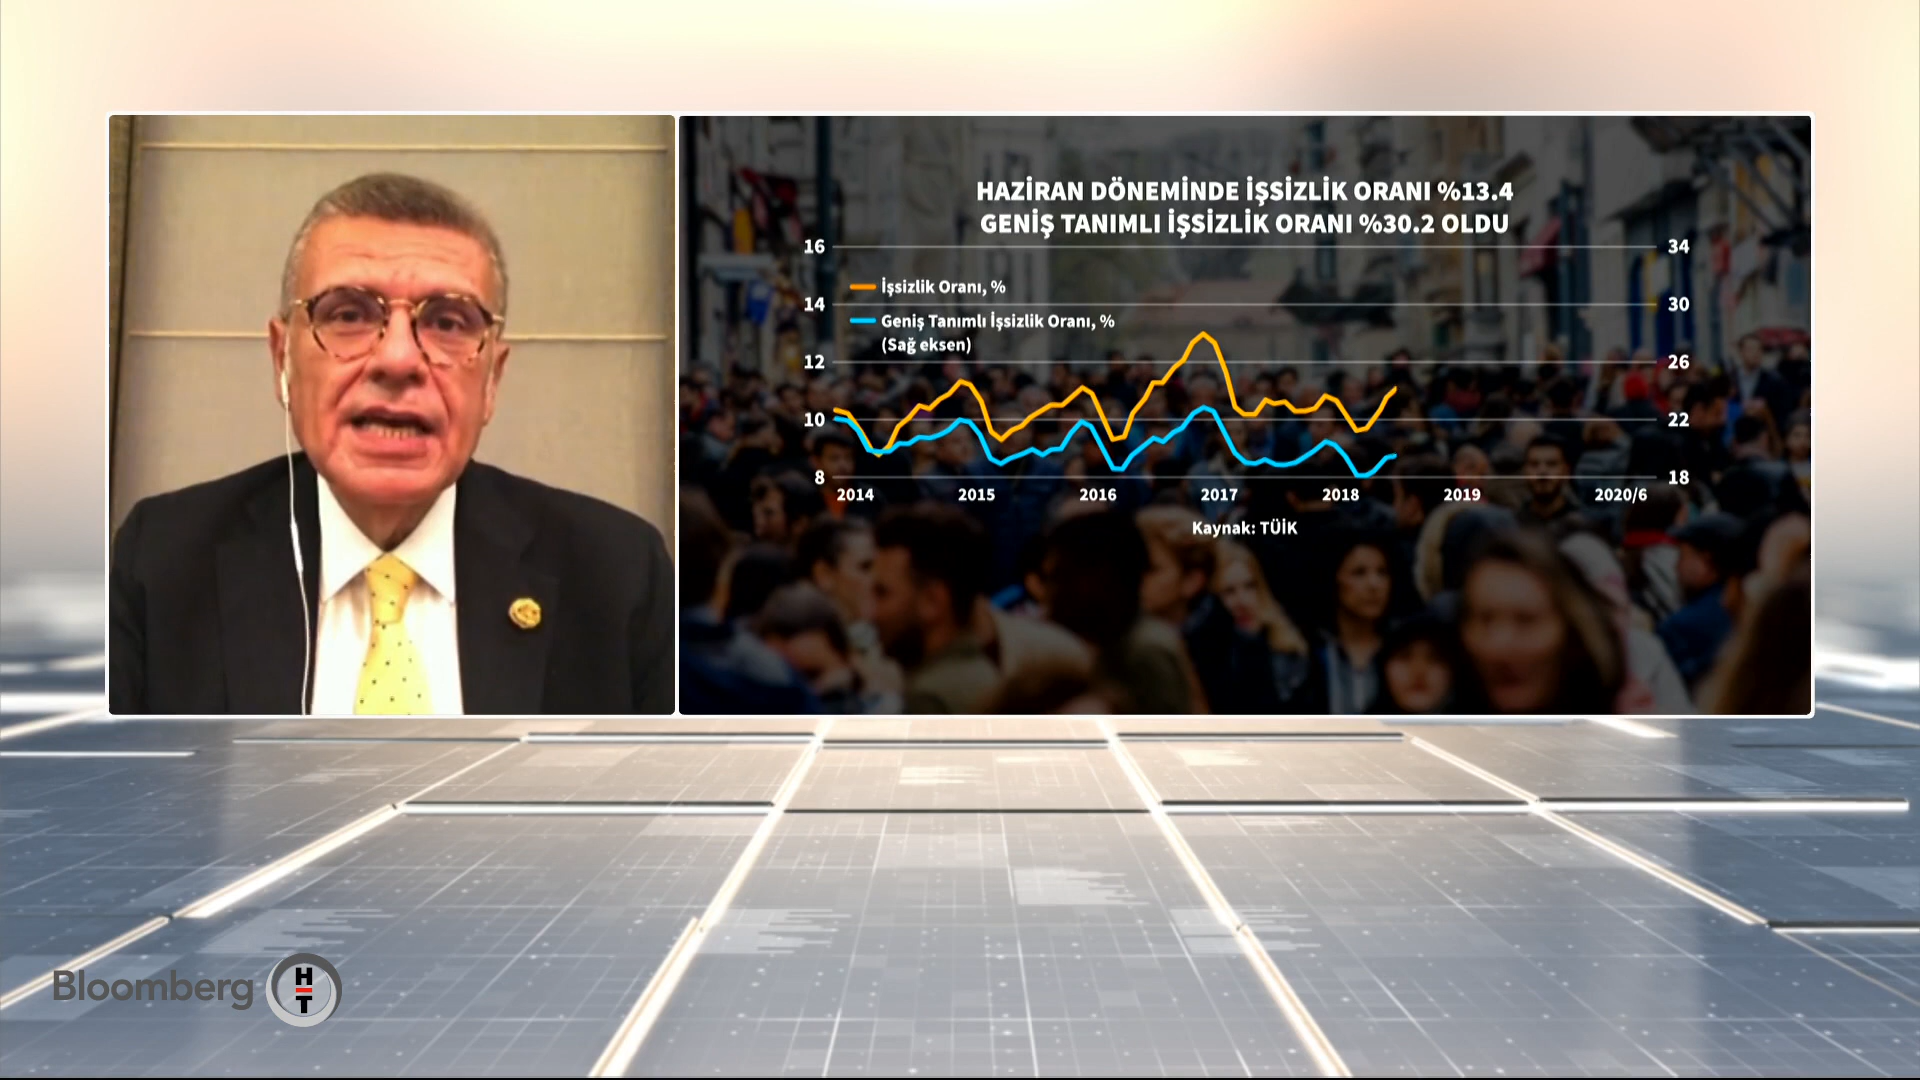 HAZİRAN DÖNEMİNDE İŞSİZLİK ORANI %13.4
GENİŞ TANIMLI İŞSİZLİK ORANI %30.2 OLDU
16 34
İşsizlik Oranı, %
14 30
Geniş Tanımlı İşsizlik Oranı, %
(Sağ eksen)
12 26
10 22
8 18
2014 2015 2016 2017 2018 2019 2020/6
Kaynak: TÜİK
Bloomberg HT